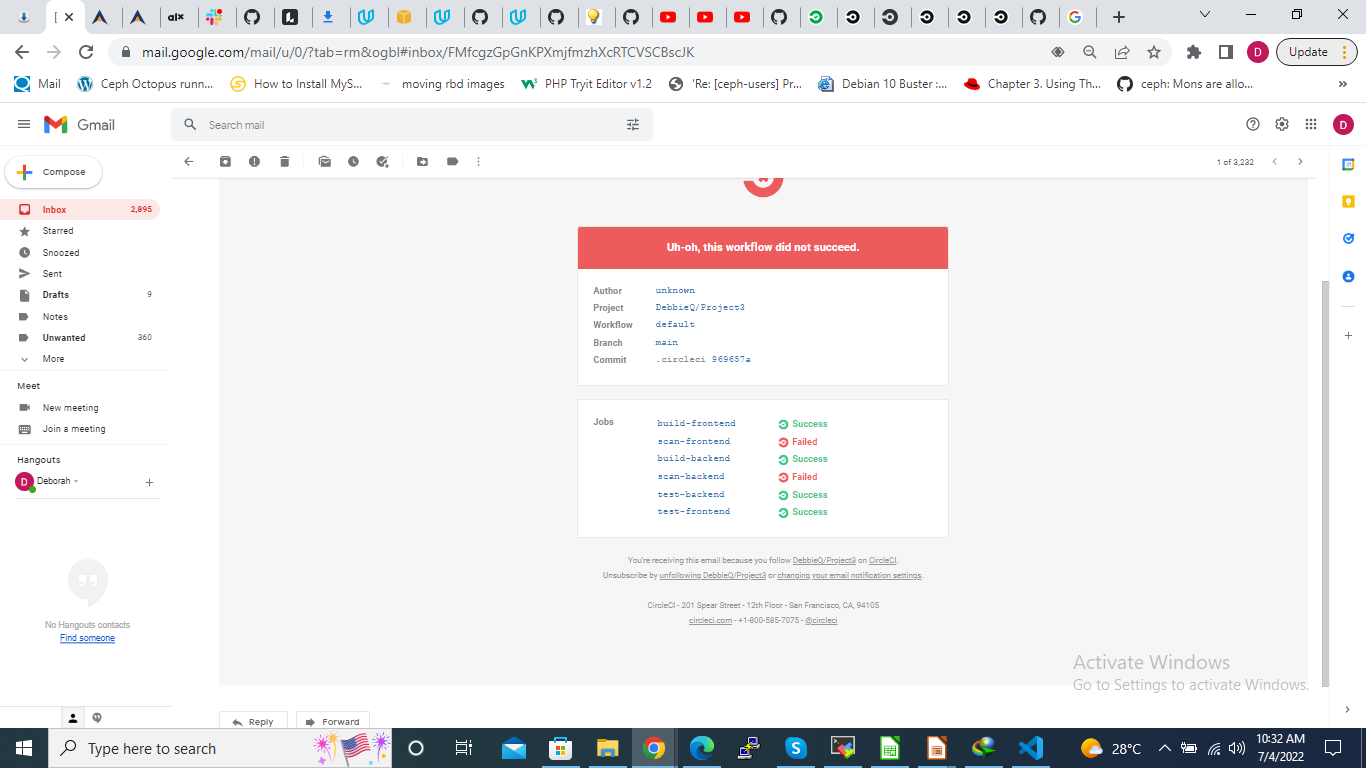 mail.google.com/mail/u/0/?tab=rm&ogbl#inbox/FMfcgzGpGnKPXmjfmzhXcRTCVSCBscJK
D
Update
Mail
Ceph Octopus runn...
How to Install MyS...
moving rbd images
PHP Tryit Editor v1.2
'Re: [ceph-users] Pr...
Debian 10 Buster :...
Chapter 3. Using Th...
ceph: Mons are allo...
Gmail
Search mail
D
Compose
1 of 3,232
Inbox 2,895
Starred
Snoozed
Sent
Drafts 9
Notes
Unwanted 360
More
Meet
New meeting
Join a meeting
Hangouts
D Deborah
No Hangouts contacts
Find someone
Uh-oh, this workflow did not succeed.
Author unknown
Project DebbieQ/Project3
Workflow default
Branch main
Commit .circleci 969657a
Jobs build-frontend Success
scan-frontend Failed
build-backend Success
scan-backend Failed
test-backend Success
test-frontend Success
You're receiving this email because you follow DebbieQ/Project3 on CircleCI.
Unsubscribe by unfollowing DebbieQ/Project3 or changing your email notification settings.
CircleCI - 201 Spear Street - 12th Floor - San Francisco, CA, 94105
circleci.com - +1-800-585-7075 - @circleci
Activate Windows
Go to Settings to activate Windows.
Reply
Forward
Type here to search
28°C
10:32 AM
7/4/2022